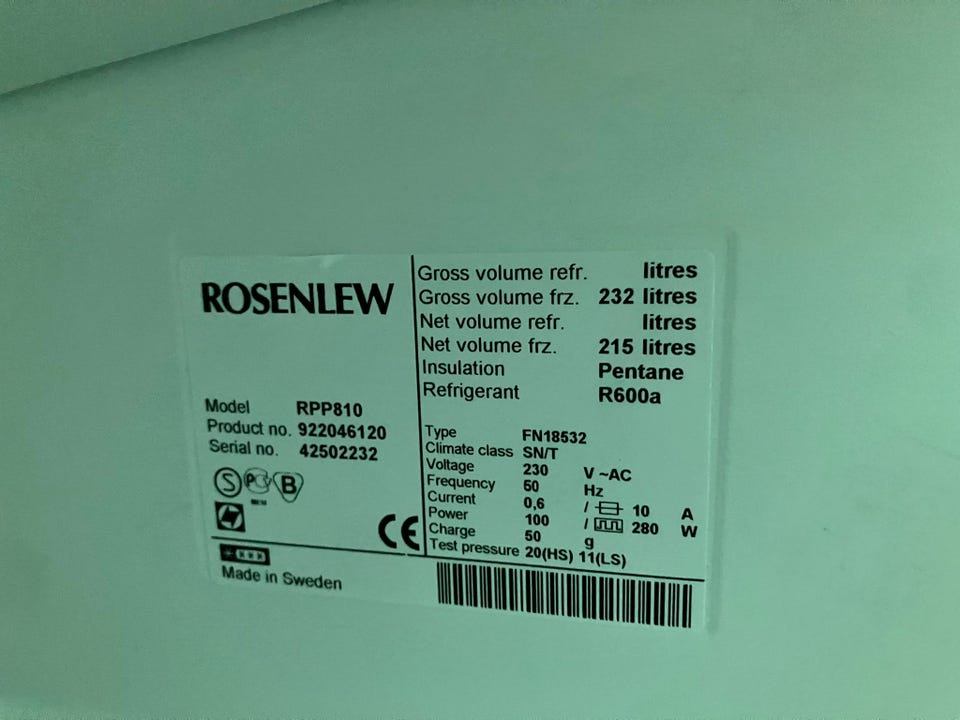 ROSENLEW
Model RPP810
Product no. 922046120
Serial no. 42502232
S
B
CE
Made in Sweden
Gross volume refr. litres
Gross volume frz. 232 litres
Net volume refr. litres
Net volume frz. 215 litres
Insulation Pentane
Refrigerant R600a
Type FN18532
Climate class SN/T
Voltage 230 V ~AC
Frequency 50 Hz
Current 0,6 / 10 A
Power 100 / 280 W
Charge 50 g
Test pressure 20(HS) 11(LS)